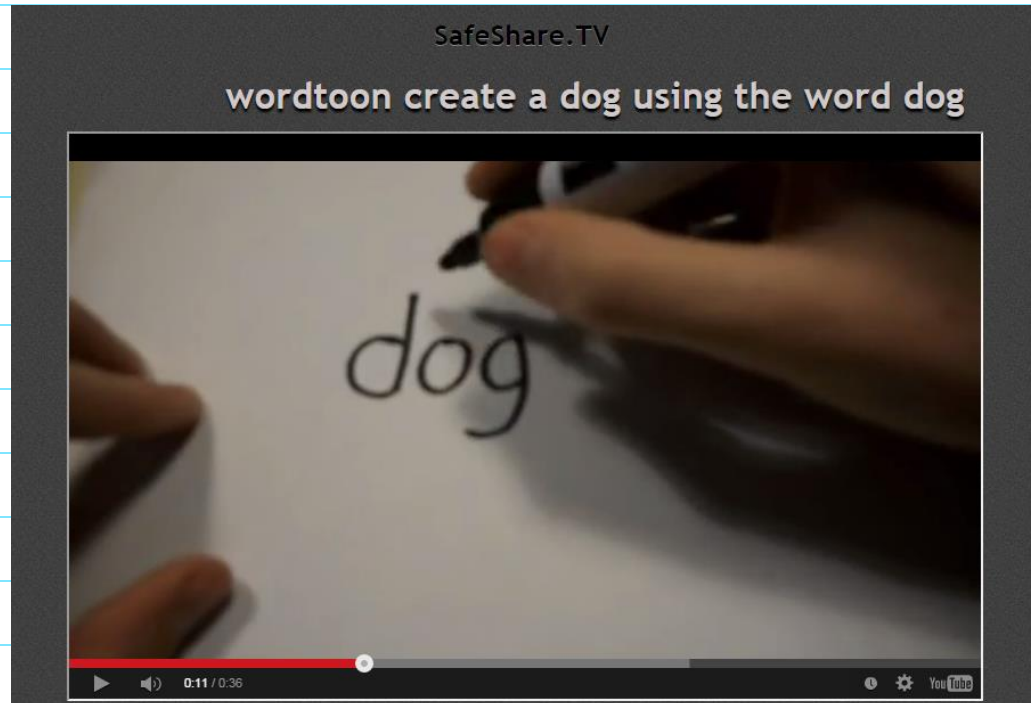 SafeShare.TV
wordtoon create a dog using the word dog
dog
0:11 / 0:36
YouTube